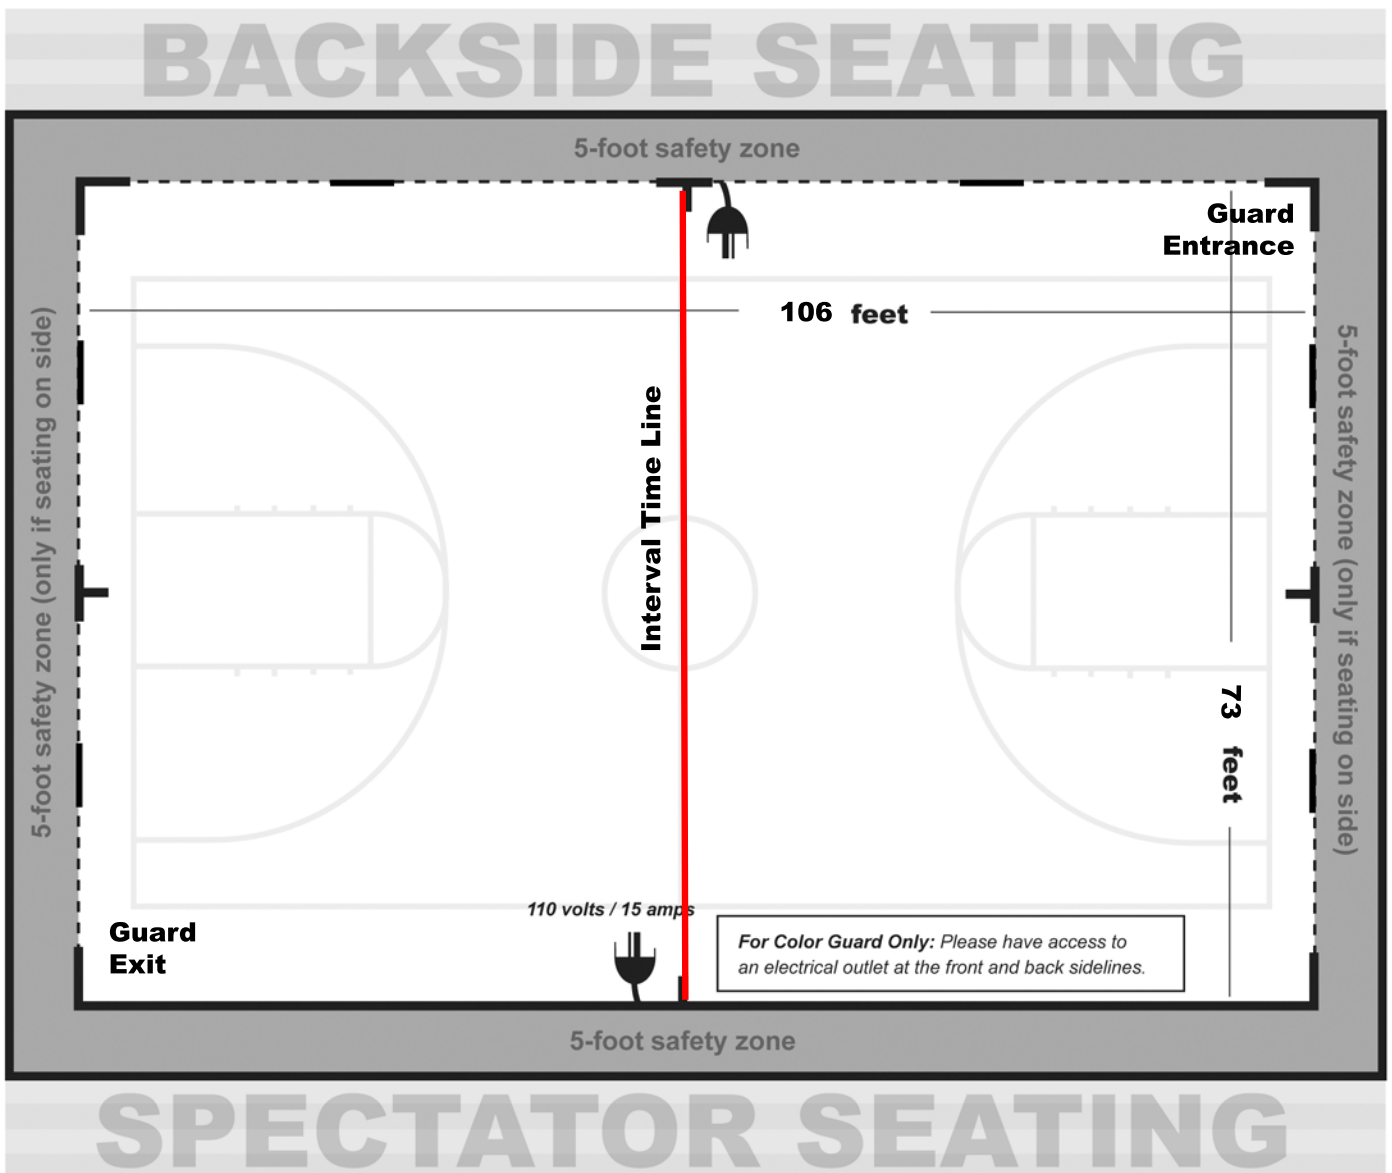 BACKSIDE SEATING
5-foot safety zone
Guard
Entrance
106 feet
5-foot safety zone (only if seating on side)
Interval Time Line
5-foot safety zone (only if seating on side)
73 feet
110 volts / 15 amps
Guard
Exit
For Color Guard Only: Please have access to
an electrical outlet at the front and back sidelines.
5-foot safety zone
SPECTATOR SEATING